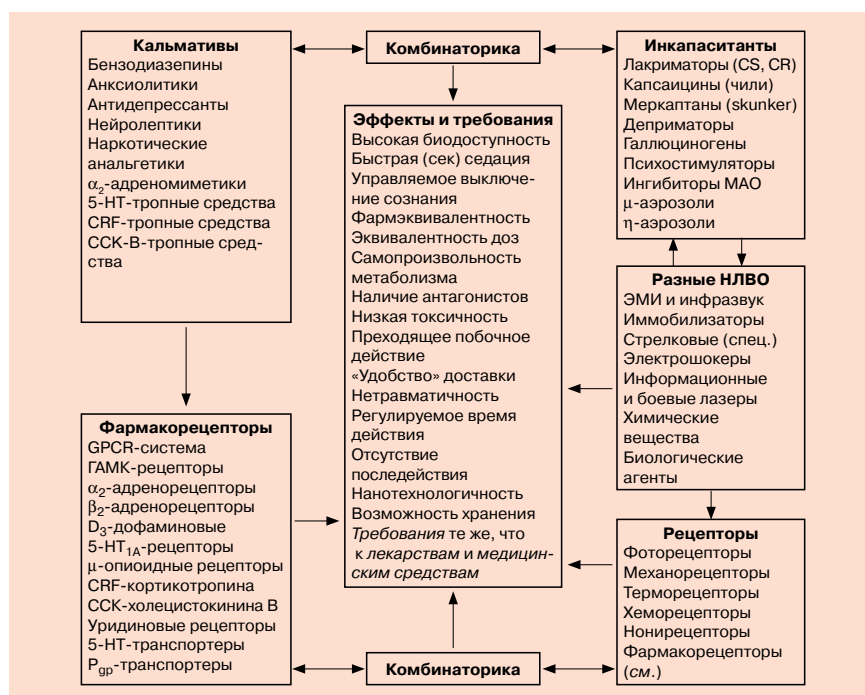 Кальмативы
Бензодиазепины
Анксиолитики
Антидепрессанты
Нейролептики
Наркотические
анальгетики
α₂-адреномиметики
5-НТ-тропные средства
CRF-тропные средства
ССК-В-тропные сред-
ства
Комбинаторика
Инкапаситанты
Лакриматоры (CS, CR)
Капсаицины (чили)
Меркаптаны (skunker)
Деприматоры
Галлюциногены
Психостимуляторы
Ингибиторы МАО
μ-аэрозоли
η-аэрозоли
Эффекты и требования
Высокая биодоступность
Быстрая (сек) седация
Управляемое выключе-
ние сознания
Фармэквивалентность
Эквивалентность доз
Самопроизвольность
метаболизма
Наличие антагонистов
Низкая токсичность
Преходящее побочное
действие
«Удобство» доставки
Нетравматичность
Регулируемое время
действия
Отсутствие
последействия
Нанотехнологичность
Возможность хранения
Требования те же, что
к лекарствам и медицин-
ским средствам
Разные НЛВО
ЭМИ и инфразвук
Иммобилизаторы
Стрелковые (спец.)
Электрошокеры
Информационные
и боевые лазеры
Химические
вещества
Биологические
агенты
Фармакорецепторы
GPCR-система
ГАМК-рецепторы
α₂-адренорецепторы
β₂-адренорецепторы
D₃-дофаминовые
5-НТ₁ₐ-рецепторы
μ-опиоидные рецепторы
CRF-кортикотропина
ССК-холецистокинина В
Уридиновые рецепторы
5-НТ-транспортеры
P_gp-транспортеры
Комбинаторика
Рецепторы
Фоторецепторы
Механорецепторы
Терморецепторы
Хеморецепторы
Нонирецепторы
Фармакорецепторы
(см.)